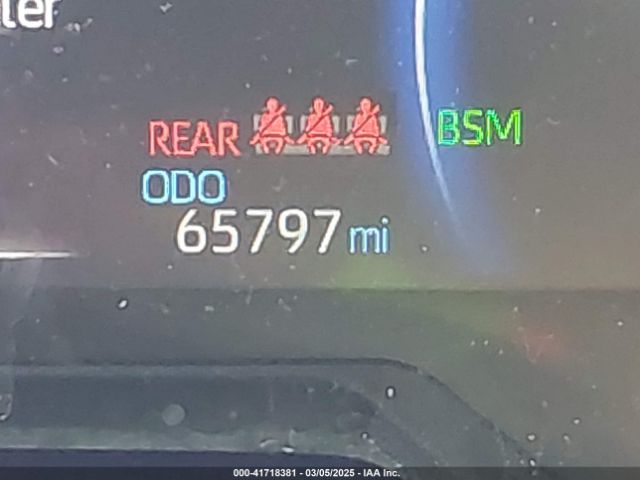 REAR BSM
ODO
65797 mi
000-41718381 - 03/05/2025 - IAA Inc.